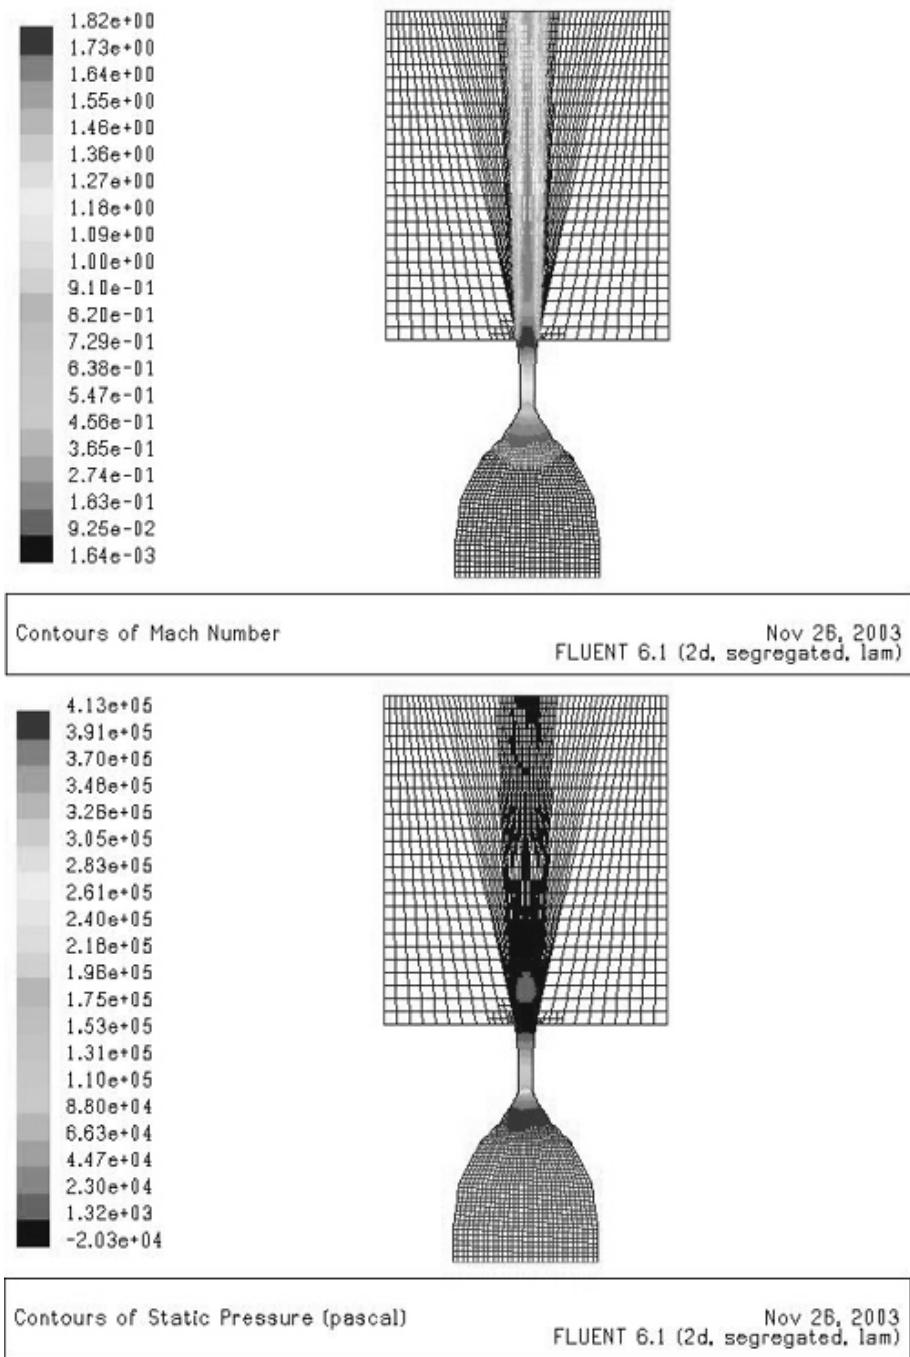 1.82e+00
1.73e+00
1.64e+00
1.55e+00
1.46e+00
1.36e+00
1.27e+00
1.18e+00
1.09e+00
1.00e+00
9.10e-01
8.20e-01
7.29e-01
6.38e-01
5.47e-01
4.56e-01
3.65e-01
2.74e-01
1.83e-01
9.25e-02
1.64e-03
Contours of Mach Number
Nov 26, 2003
FLUENT 6.1 (2d, segregated, lam)
4.13e+05
3.91e+05
3.70e+05
3.48e+05
3.26e+05
3.05e+05
2.83e+05
2.61e+05
2.40e+05
2.18e+05
1.96e+05
1.75e+05
1.53e+05
1.31e+05
1.10e+05
8.80e+04
6.63e+04
4.47e+04
2.30e+04
1.32e+03
-2.03e+04
Contours of Static Pressure (pascal)
Nov 26, 2003
FLUENT 6.1 (2d, segregated, lam)